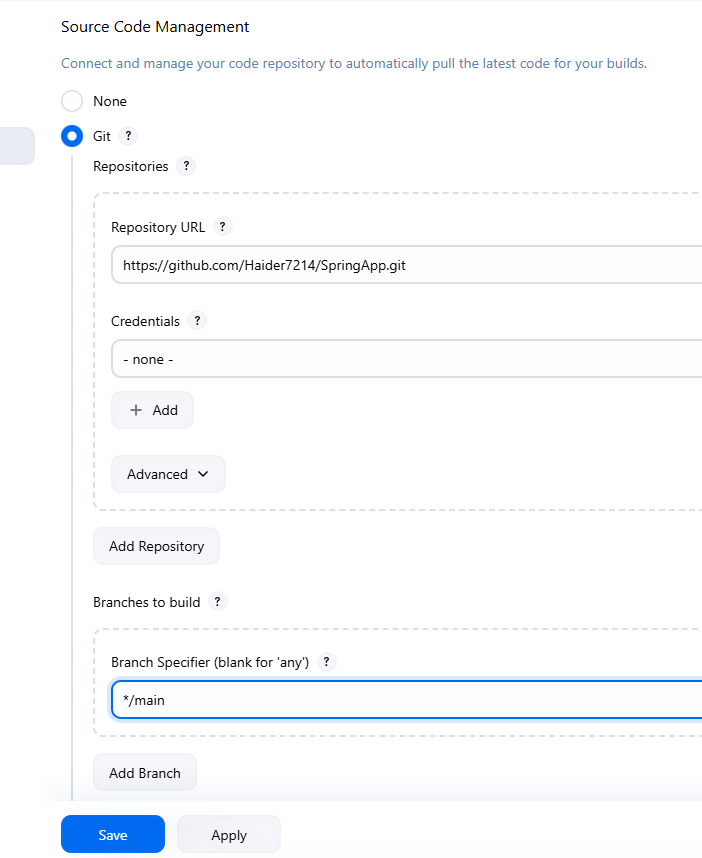 Source Code Management
Connect and manage your code repository to automatically pull the latest code for your builds.
None
Git ?
Repositories ?
Repository URL ?
https://github.com/Haider7214/SpringApp.git
Credentials ?
- none -
+ Add
Advanced
Add Repository
Branches to build ?
Branch Specifier (blank for 'any') ?
*/main
Add Branch
Save Apply